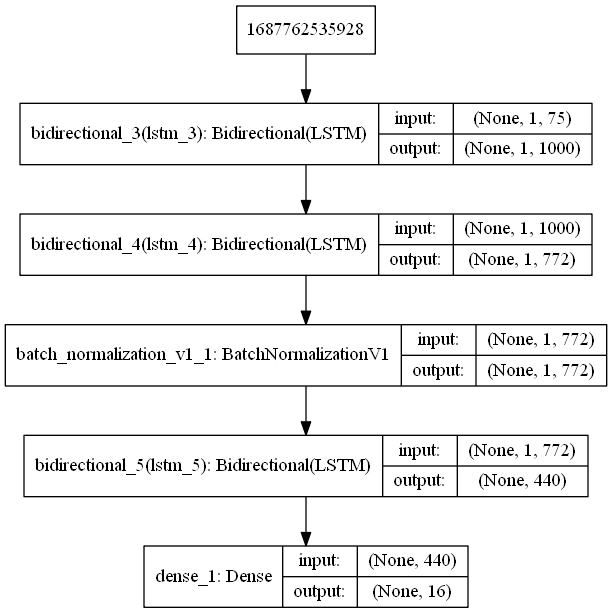 1687762535928
bidirectional_3(lstm_3): Bidirectional(LSTM)
input: (None, 1, 75)
output: (None, 1, 1000)
bidirectional_4(lstm_4): Bidirectional(LSTM)
input: (None, 1, 1000)
output: (None, 1, 772)
batch_normalization_v1_1: BatchNormalizationV1
input: (None, 1, 772)
output: (None, 1, 772)
bidirectional_5(lstm_5): Bidirectional(LSTM)
input: (None, 1, 772)
output: (None, 440)
dense_1: Dense
input: (None, 440)
output: (None, 16)